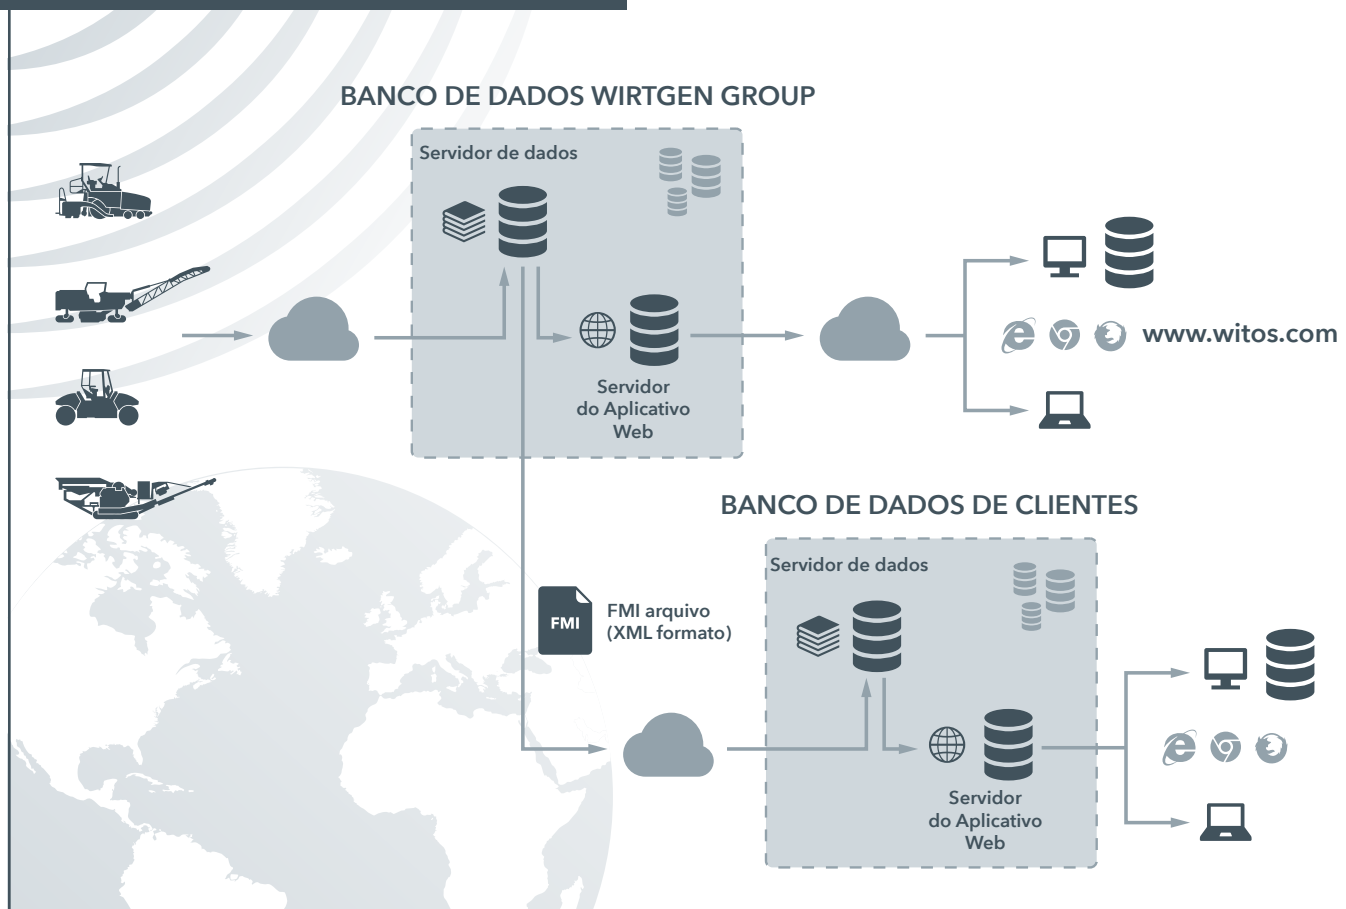 BANCO DE DADOS WIRTGEN GROUP
Servidor de dados
Servidor
do Aplicativo
Web
www.witos.com
BANCO DE DADOS DE CLIENTES
Servidor de dados
FMI
FMI arquivo
(XML formato)
Servidor
do Aplicativo
Web